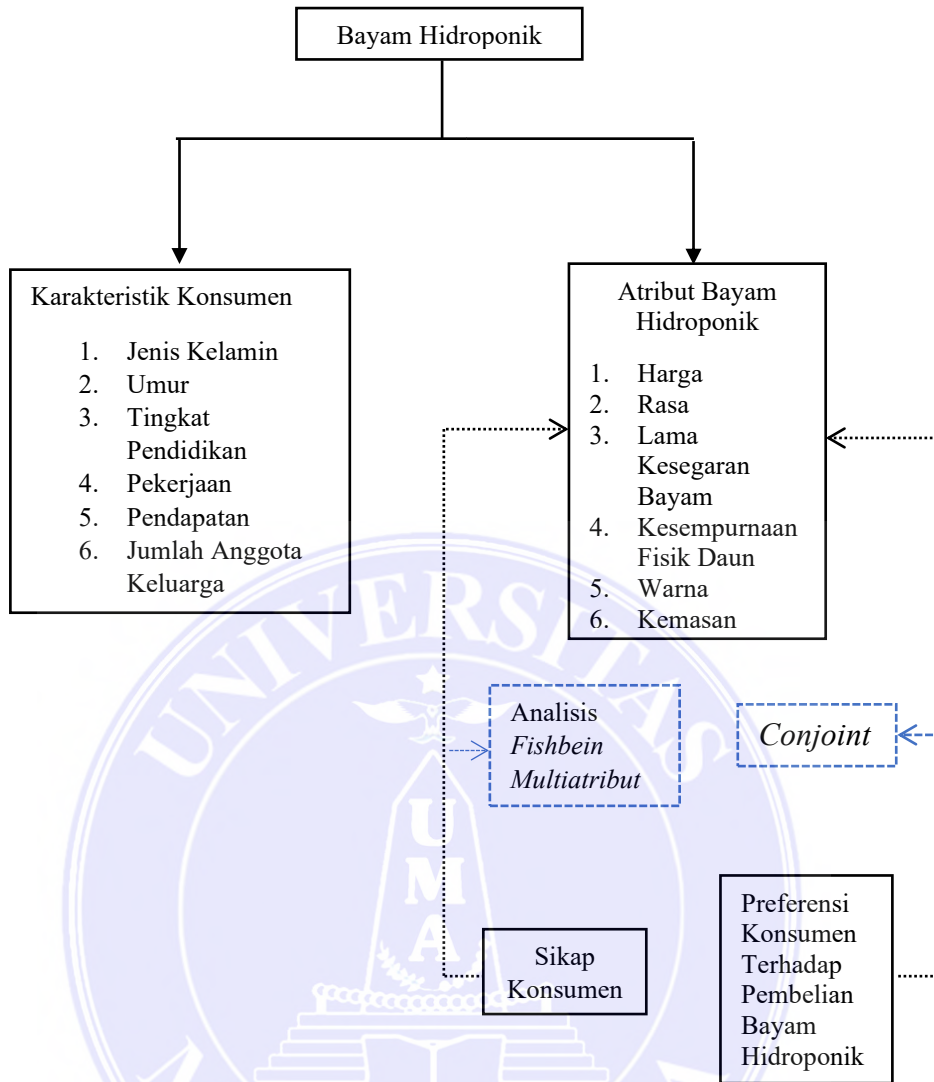 Bayam Hidroponik
Karakteristik Konsumen
1. Jenis Kelamin
2. Umur
3. Tingkat
Pendidikan
4. Pekerjaan
5. Pendapatan
6. Jumlah Anggota
Keluarga
Atribut Bayam
Hidroponik
1. Harga
2. Rasa
3. Lama
Kesegaran
Bayam
4. Kesempurnaan
Fisik Daun
5. Warna
6. Kemasan
Analisis
Fishbein
Multiatribut
Conjoint
Sikap
Konsumen
Preferensi
Konsumen
Terhadap
Pembelian
Bayam
Hidroponik
UNIVERSITAS
UMA